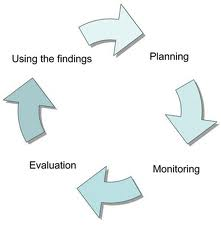 Using the findings
Planning
Evaluation
Monitoring